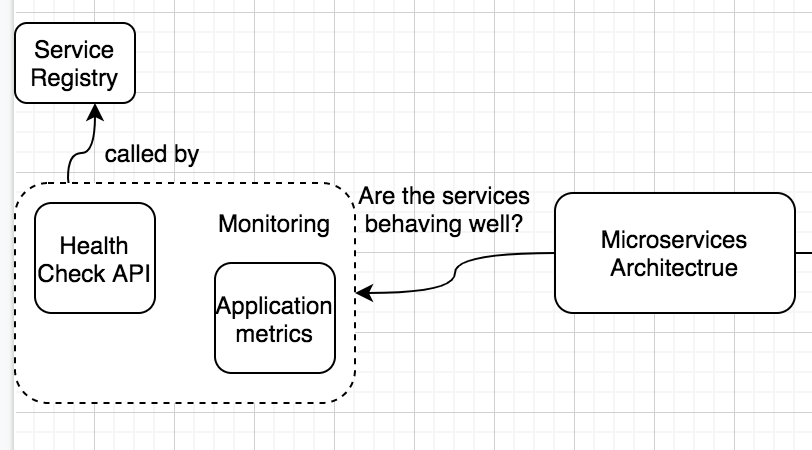 Service
Registry
called by
Are the services
behaving well?
Monitoring
Health
Check API
Application
metrics
Microservices
Architectrue